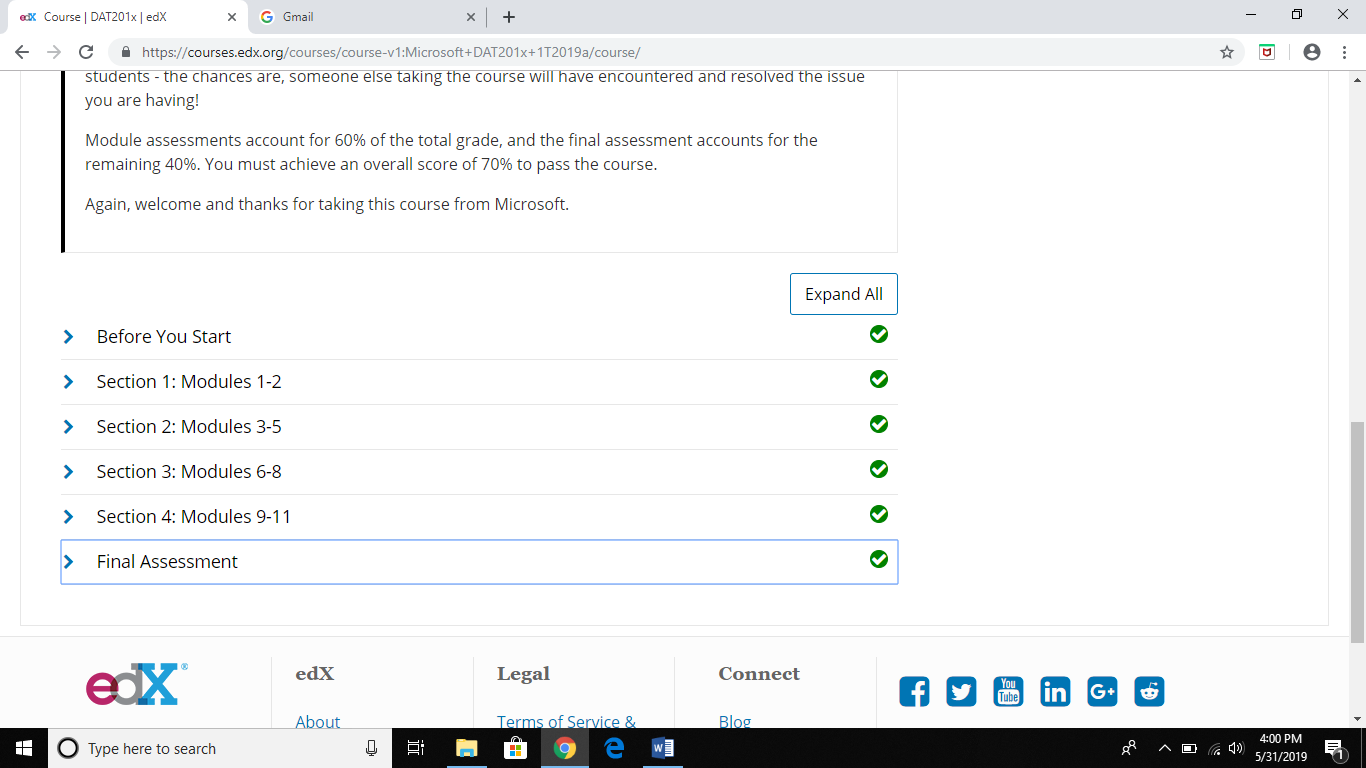 edX Course | DAT201x | edX
Gmail
https://courses.edx.org/courses/course-v1:Microsoft+DAT201x+1T2019a/course/
students - the chances are, someone else taking the course will have encountered and resolved the issue
you are having!
Module assessments account for 60% of the total grade, and the final assessment accounts for the
remaining 40%. You must achieve an overall score of 70% to pass the course.
Again, welcome and thanks for taking this course from Microsoft.
Expand All
Before You Start
Section 1: Modules 1-2
Section 2: Modules 3-5
Section 3: Modules 6-8
Section 4: Modules 9-11
Final Assessment
edX®
edX
Legal
Connect
You Tube
in
G+
About
Terms of Service &
Blog
Type here to search
4:00 PM
5/31/2019
1